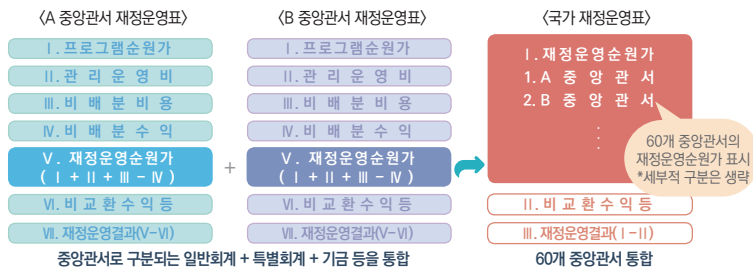 〈A 중앙관서 재정운영표〉
Ⅰ. 프로그램순원가
Ⅱ. 관 리 운 영 비
Ⅲ. 비 배 분 비 용
Ⅳ. 비 배 분 수 익
Ⅴ. 재정운영순원가
( Ⅰ + Ⅱ + Ⅲ – Ⅳ )
Ⅵ. 비 교 환 수 익 등
Ⅶ. 재정운영결과(Ⅴ-Ⅵ)
+
〈B 중앙관서 재정운영표〉
Ⅰ. 프로그램순원가
Ⅱ. 관 리 운 영 비
Ⅲ. 비 배 분 비 용
Ⅳ. 비 배 분 수 익
Ⅴ. 재정운영순원가
( Ⅰ + Ⅱ + Ⅲ – Ⅳ )
Ⅵ. 비 교 환 수 익 등
Ⅶ. 재정운영결과(Ⅴ-Ⅵ)
중앙관서로 구분되는 일반회계 + 특별회계 + 기금 등을 통합
〈국가 재정운영표〉
Ⅰ. 재정운영순원가
1. A 중 앙 관 서
2. B 중 앙 관 서
⋮
60개 중앙관서의
재정운영순원가 표시
*세부적 구분은 생략
Ⅱ. 비 교 환 수 익 등
Ⅲ. 재정운영결과(Ⅰ-Ⅱ)
60개 중앙관서 통합